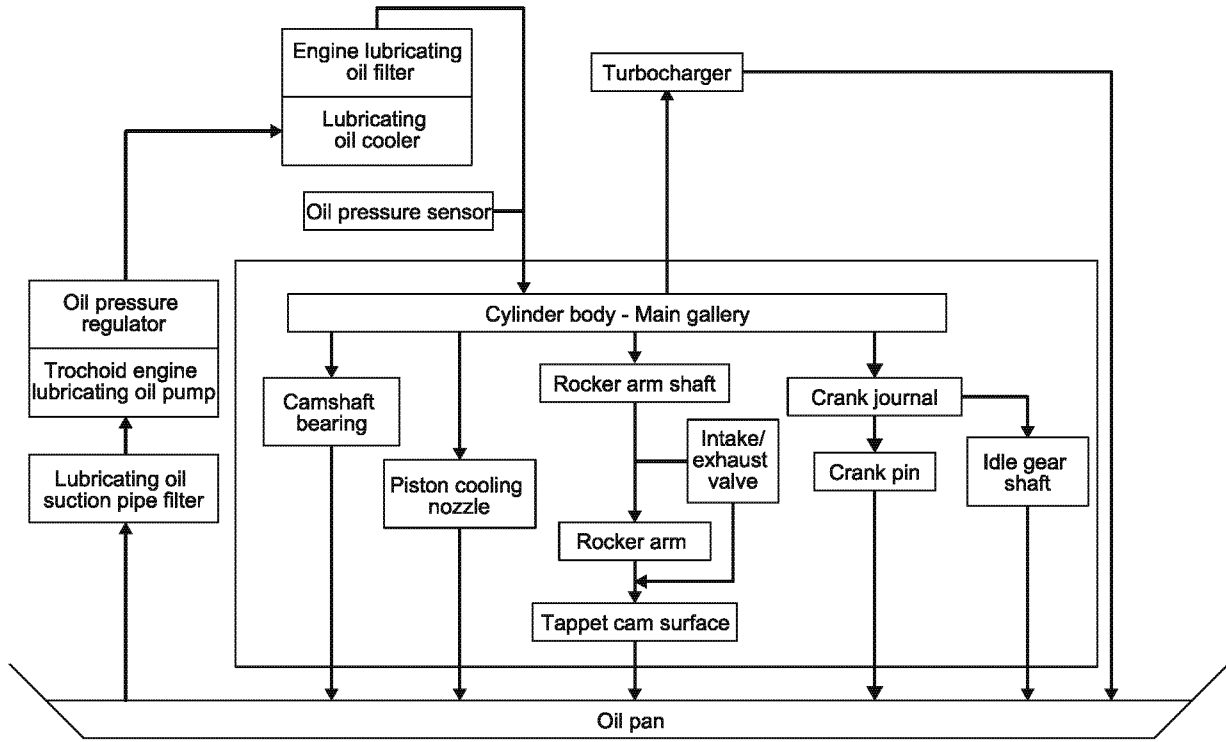 Engine lubricating
oil filter
Lubricating
oil cooler
Turbocharger
Oil pressure sensor
Oil pressure
regulator
Trochoid engine
lubricating oil pump
Lubricating oil
suction pipe filter
Cylinder body - Main gallery
Camshaft
bearing
Piston cooling
nozzle
Rocker arm shaft
Intake/
exhaust
valve
Rocker arm
Tappet cam surface
Crank journal
Crank pin
Idle gear
shaft
Oil pan